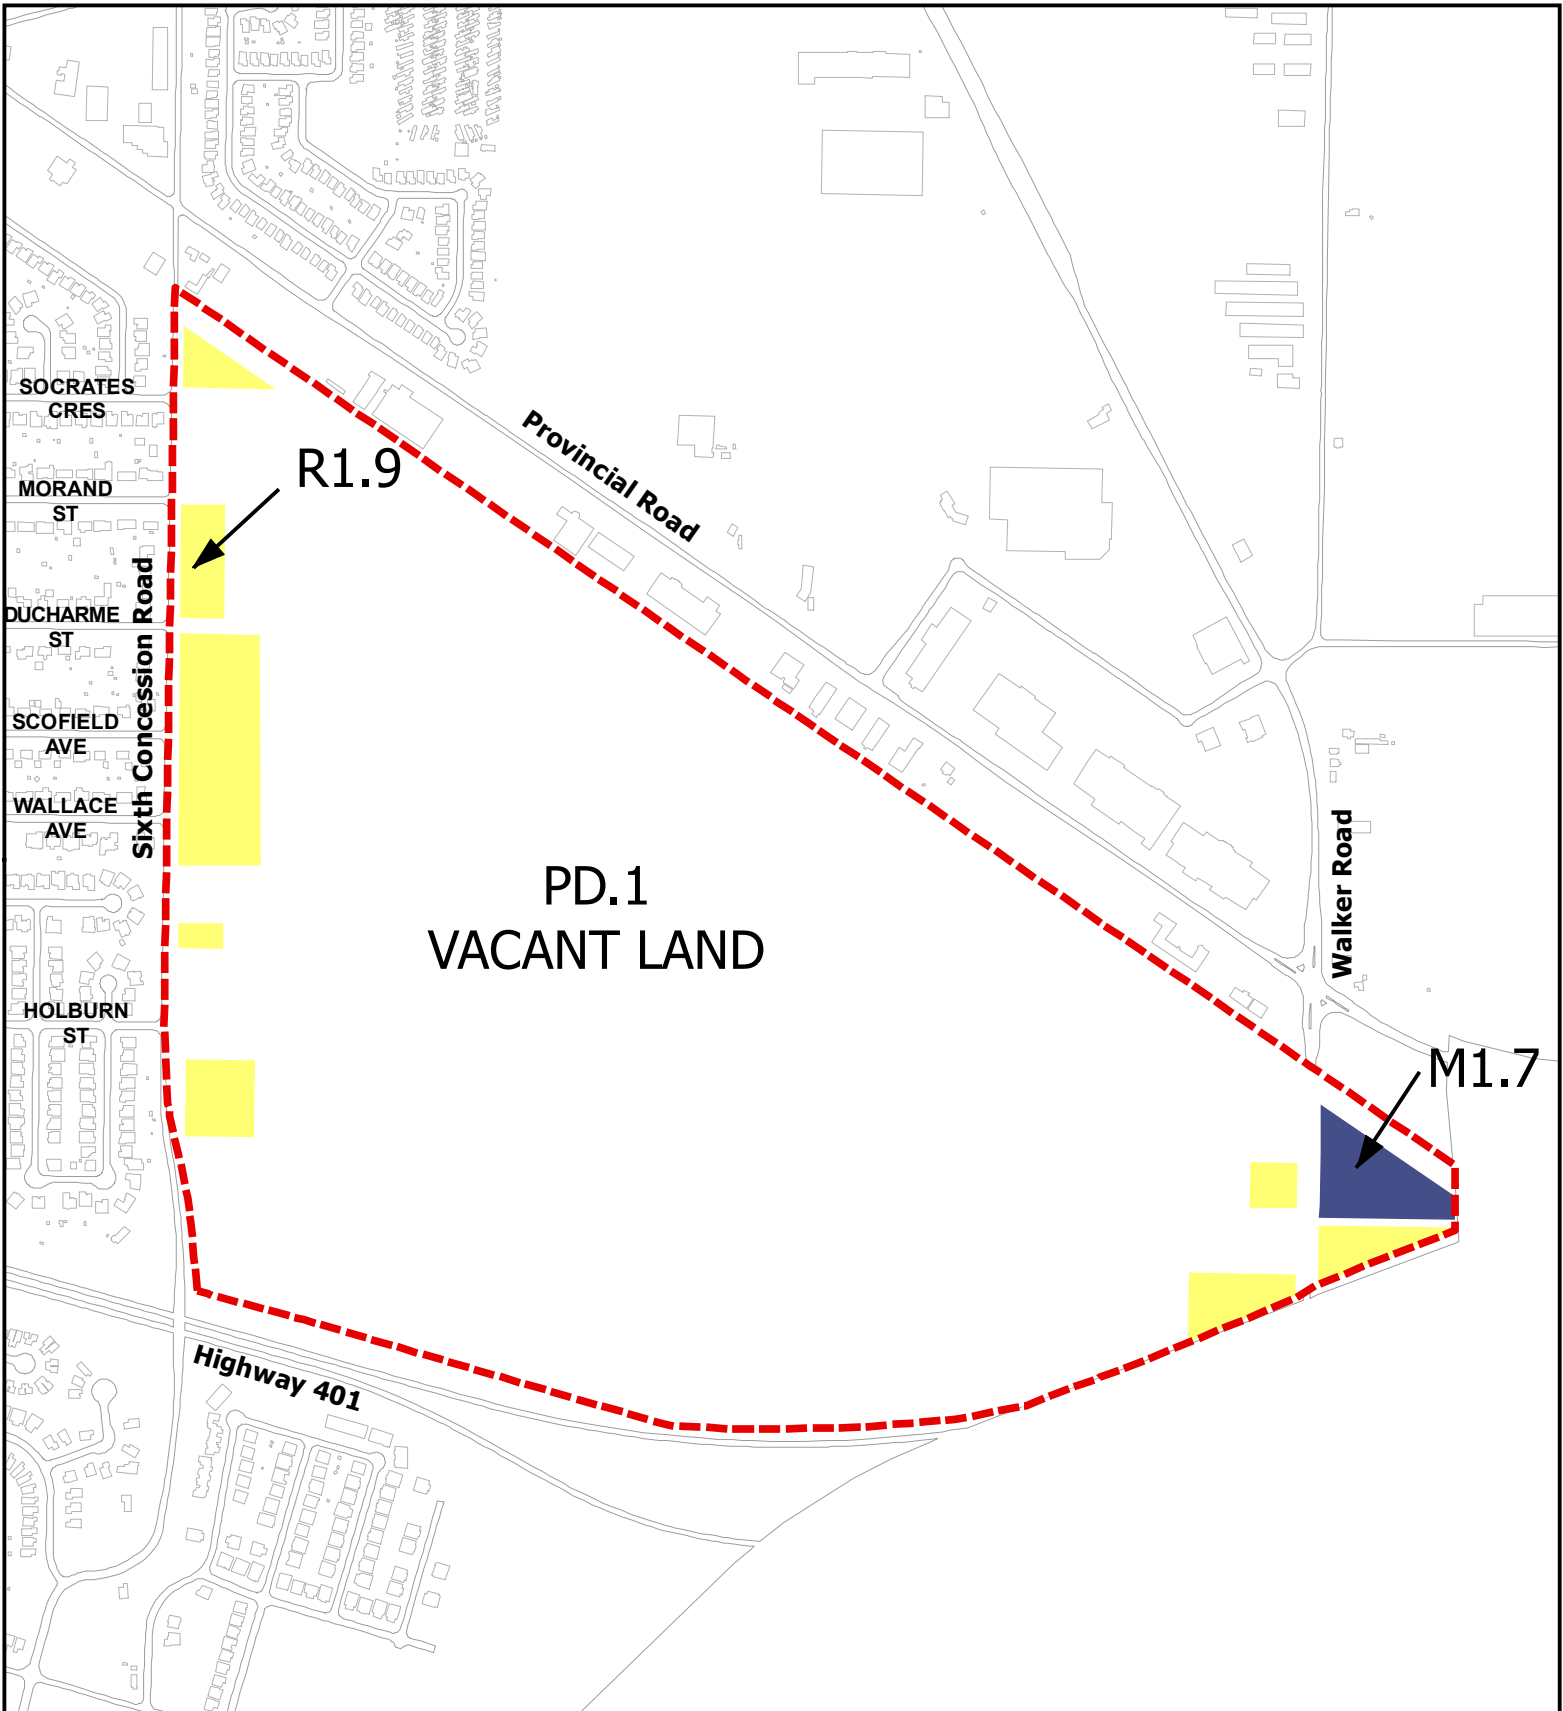 SOCRATES
CRES
Provincial Road
R1.9
MORAND
ST
DUCHARME
ST
Sixth Concession Road
SCOFIELD
AVE
WALLACE
AVE
PD.1
VACANT LAND
Walker Road
HOLBURN
ST
M1.7
Highway 401